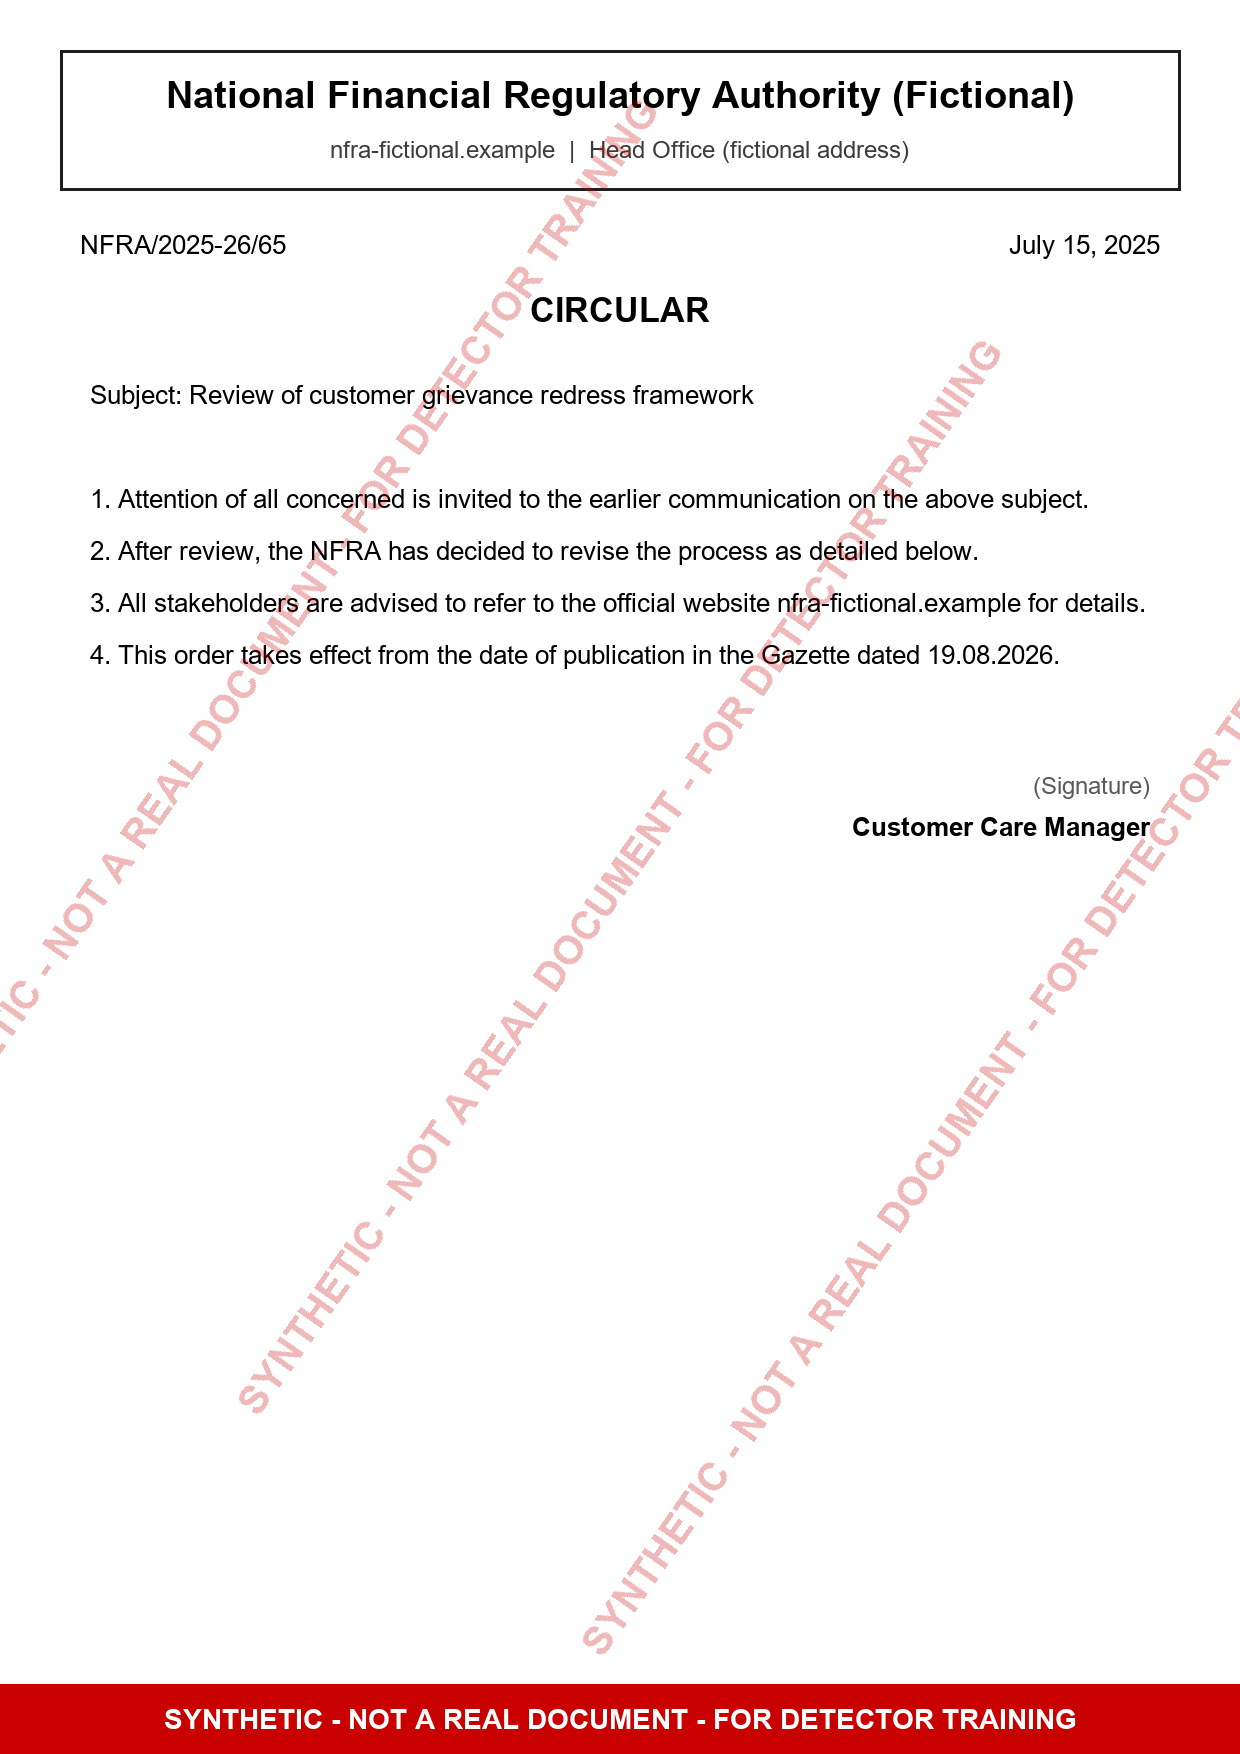 National Financial Regulatory Authority (Fictional)
nfra-fictional.example | Head Office (fictional address)
NFRA/2025-26/65
July 15, 2025
CIRCULAR
Subject: Review of customer grievance redress framework
1. Attention of all concerned is invited to the earlier communication on the above subject.
2. After review, the NFRA has decided to revise the process as detailed below.
3. All stakeholders are advised to refer to the official website nfra-fictional.example for details.
4. This order takes effect from the date of publication in the Gazette dated 19.08.2026.
(Signature)
Customer Care Manager
ETIC - NOT A REAL DOCUMENT - FOR DETECTOR TRAINING
SYNTHETIC - NOT A REAL DOCUMENT - FOR DETECTOR TRAINING
SYNTHETIC - NOT A REAL DOCUMENT - FOR DETECTOR TR
SYNTHETIC - NOT A REAL DOCUMENT - FOR DETECTOR TRAINING